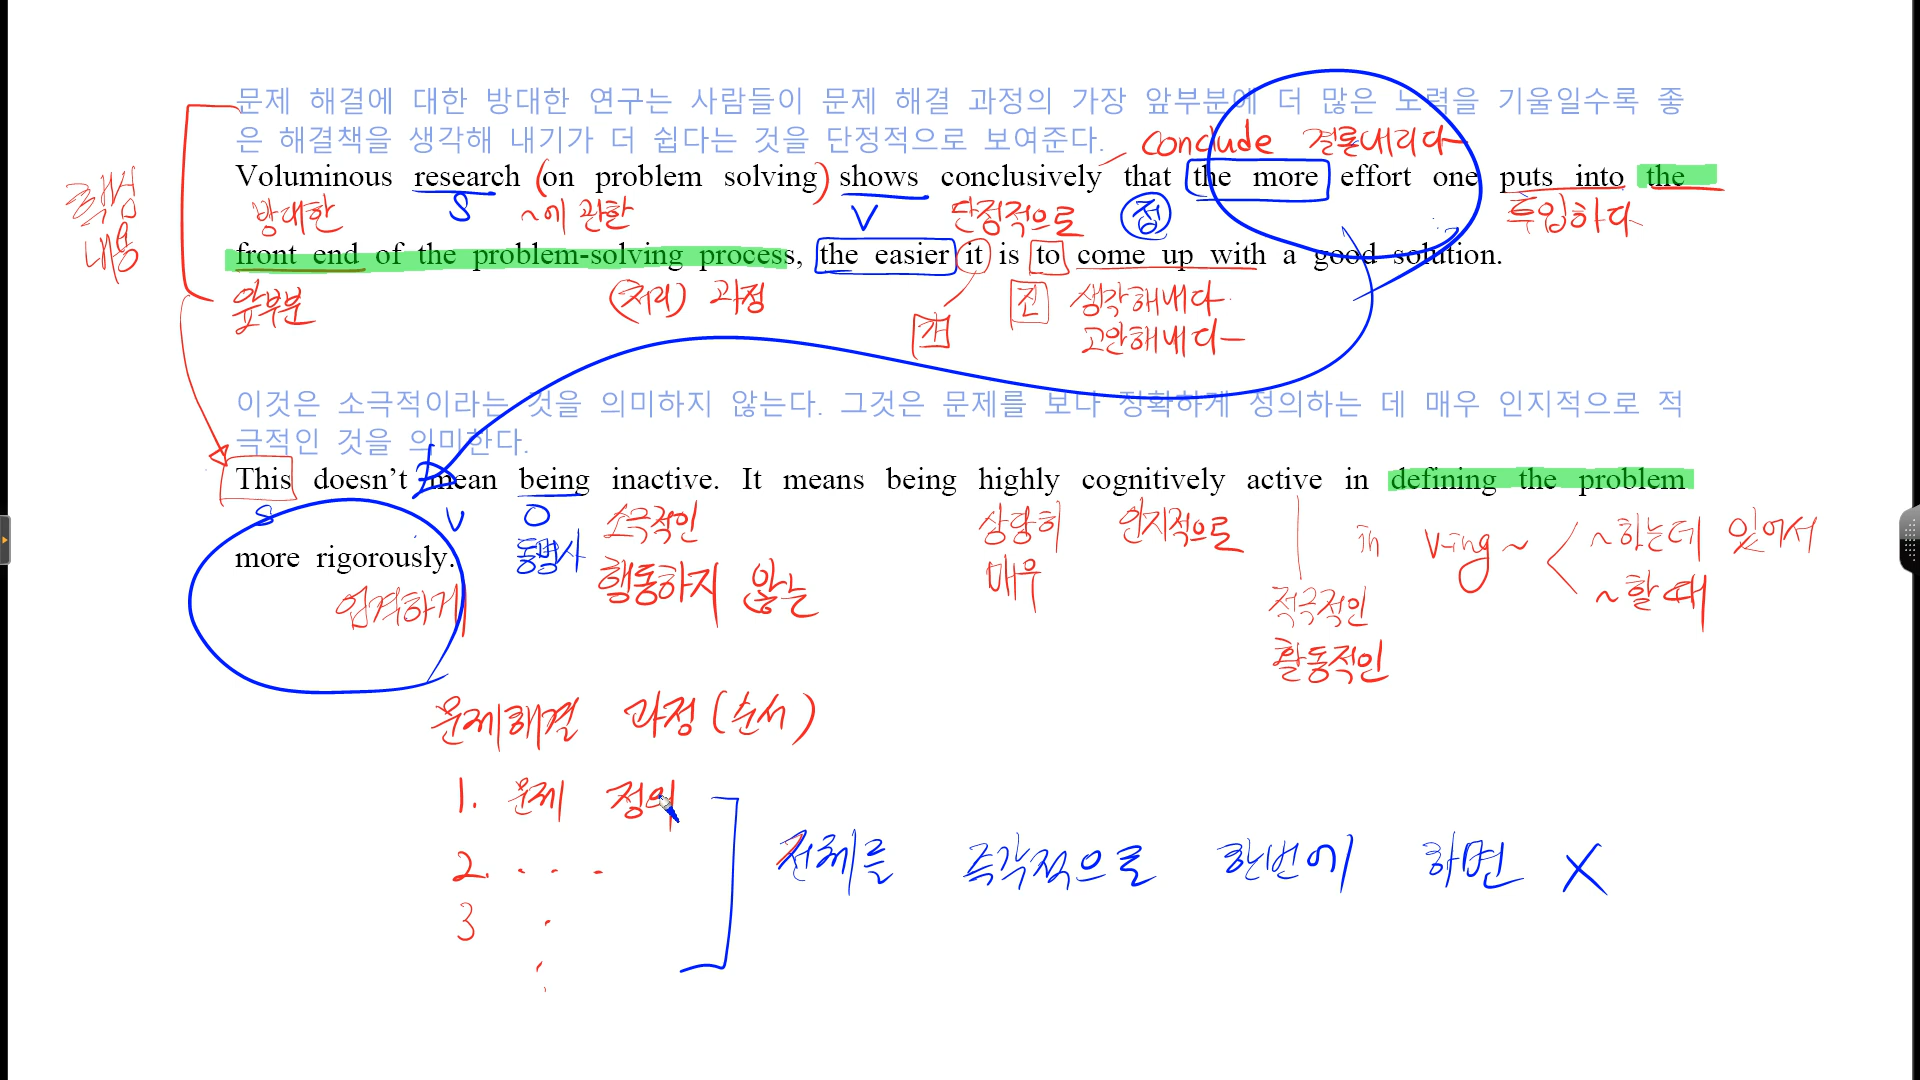 문제 해결에 대한 방대한 연구는 사람들이 문제 해결 과정의 가장 앞부분에 더 많은 노력을 기울일수록 좋
은 해결책을 생각해 내기가 더 쉽다는 것을 단정적으로 보여준다.
conclude 결론내리다
Voluminous research (on problem solving) shows conclusively that the more effort one puts into the
방대한 S ~에 관한 V 단정적으로 접 투입하다
핵심
내용
front end of the problem-solving process, the easier it is to come up with a good solution.
앞부분 (처리) 과정 진 생각해내다
고안해내다
이것은 소극적이라는 것을 의미하지 않는다. 그것은 문제를 보다 정확하게 정의하는 데 매우 인지적으로 적
극적인 것을 의미한다.
This doesn't mean being inactive. It means being highly cognitively active in defining the problem
S V O 소극적인 상당히 인지적으로 in v-ing ~ ~하는데 있어서
동명사 행동하지 않는 매우 ~할 때
more rigorously.
엄격하게 적극적인
활동적인
문제해결 과정 (순서)
1. 문제 정의
2. . . .
전체를 즉각적으로 한번에 하면 X
3 .